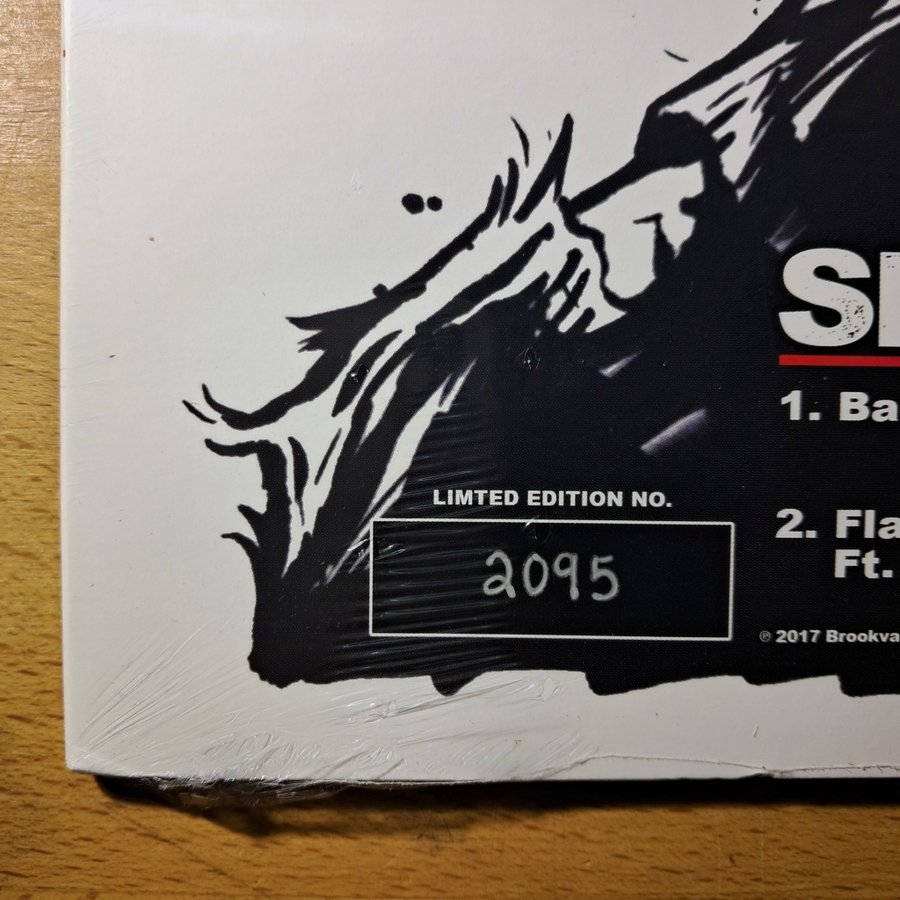 1. Ba
LIMTED EDITION NO.
2095
2. Fla
Ft.
℗ 2017 Brookva